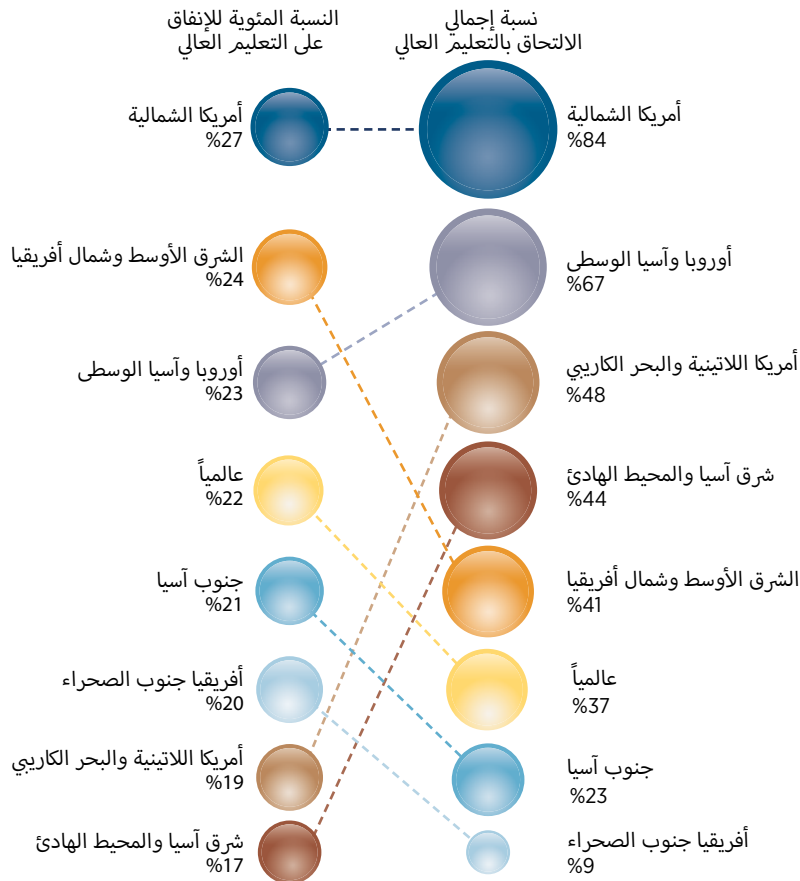 نسبة إجمالي
الالتحاق بالتعليم العالي
أمريكا الشمالية
%84
أوروبا وآسيا الوسطى
%67
أمريكا اللاتينية والبحر الكاريبي
%48
شرق آسيا والمحيط الهادئ
%44
الشرق الأوسط وشمال أفريقيا
%41
عالمياً
%37
جنوب آسيا
%23
أفريقيا جنوب الصحراء
%9
النسبة المئوية للإنفاق
على التعليم العالي
أمريكا الشمالية
%27
الشرق الأوسط وشمال أفريقيا
%24
أوروبا وآسيا الوسطى
%23
عالمياً
%22
جنوب آسيا
%21
أفريقيا جنوب الصحراء
%20
أمريكا اللاتينية والبحر الكاريبي
%19
شرق آسيا والمحيط الهادئ
%17